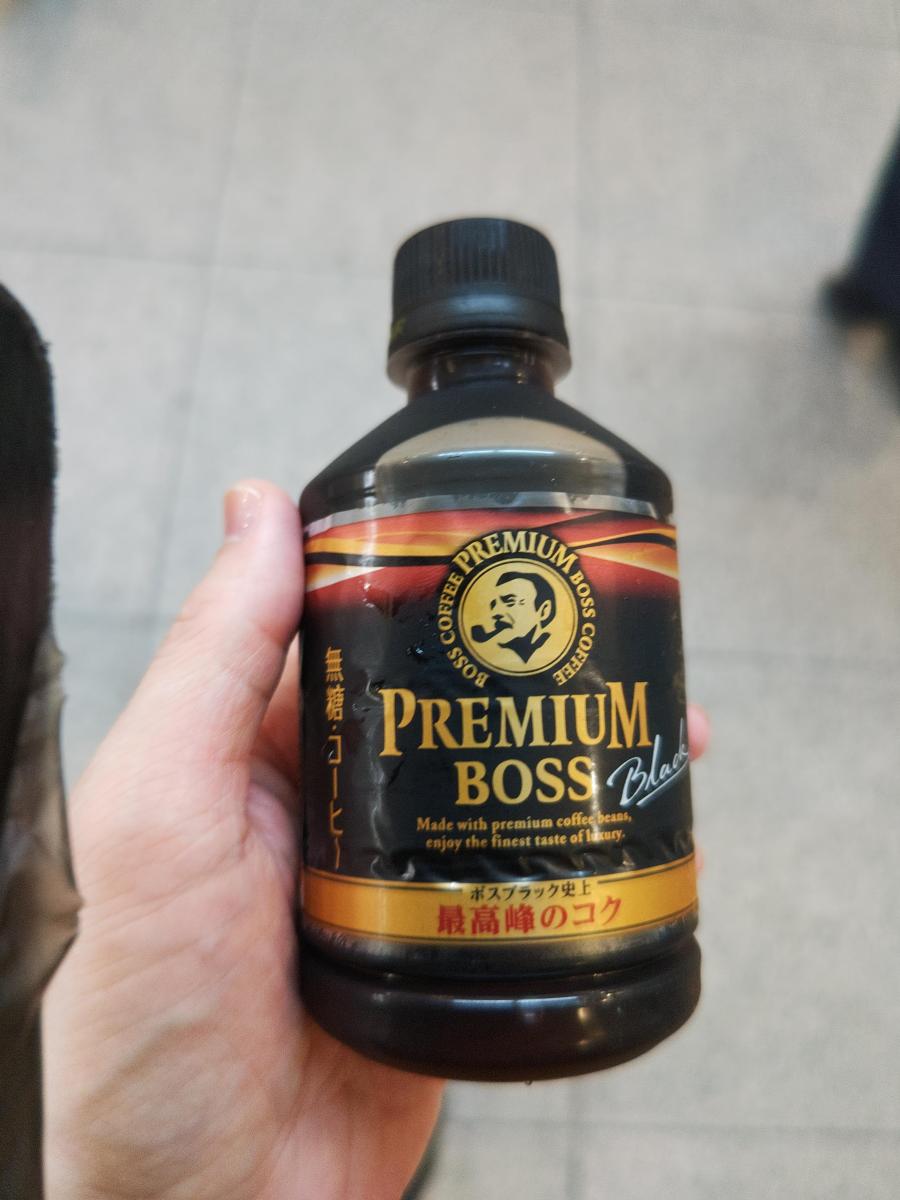 BOSS COFFEE PREMIUM BOSS COFFEE
無糖・コーヒー
PREMIUM
BOSS
Black
Made with premium coffee beans,
enjoy the finest taste of luxury.
ボスブラック史上
最高峰のコク